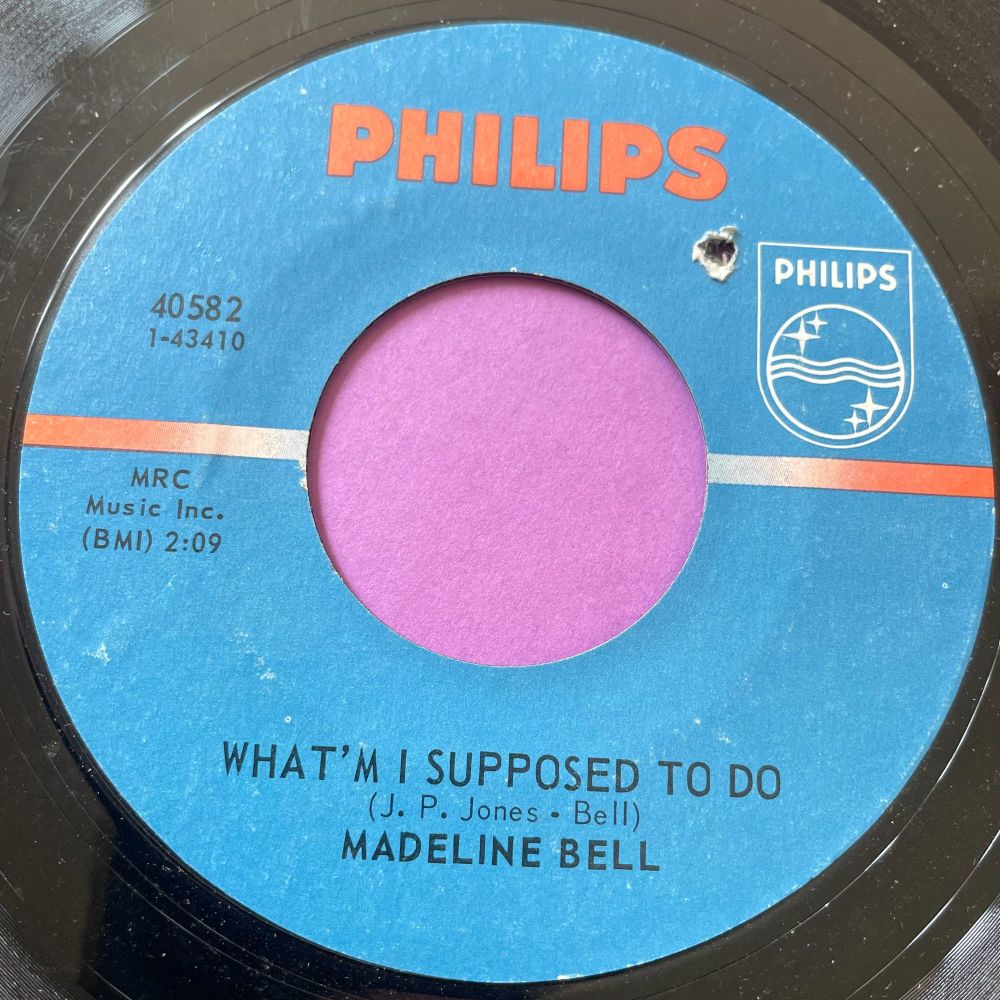 PHILIPS
PHILIPS
40582
1-43410
MRC
Music Inc.
(BMI) 2:09
WHAT'M I SUPPOSED TO DO
(J. P. Jones - Bell)
MADELINE BELL